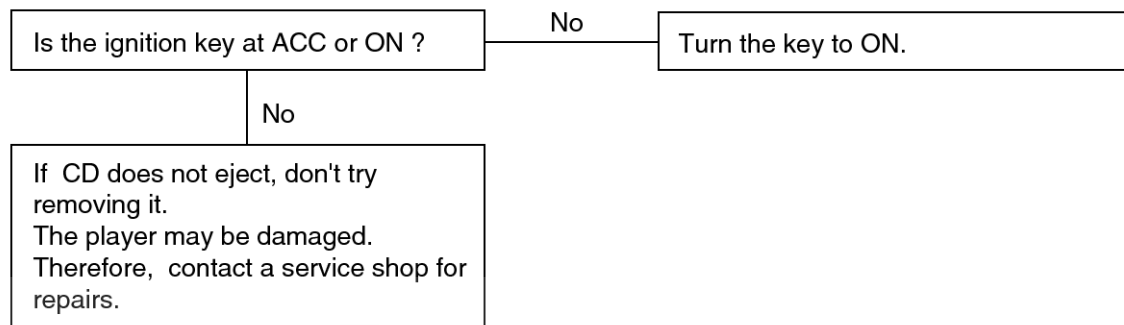 Is the ignition key at ACC or ON ?
No
Turn the key to ON.
No
If  CD does not eject, don't try
removing it.
The player may be damaged.
Therefore,  contact a service shop for
repairs.